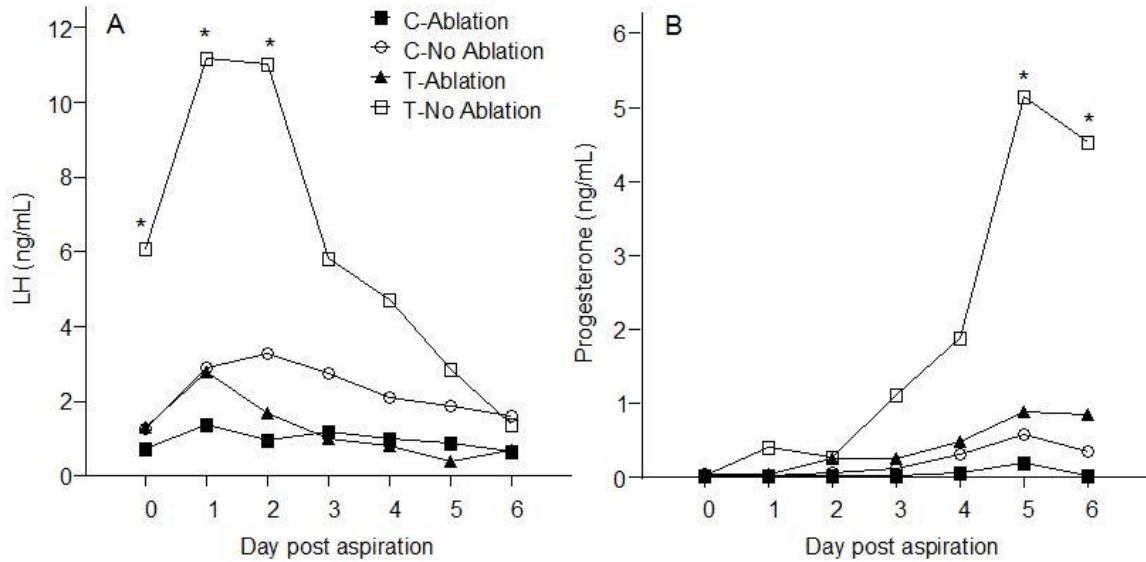 A
C-Ablation
C-No Ablation
T-Ablation
T-No Ablation
* * *
LH (ng/mL)
12
10
8
6
4
2
0
0 1 2 3 4 5 6
Day post aspiration
B
* *
Progesterone (ng/mL)
6
5
4
3
2
1
0
0 1 2 3 4 5 6
Day post aspiration